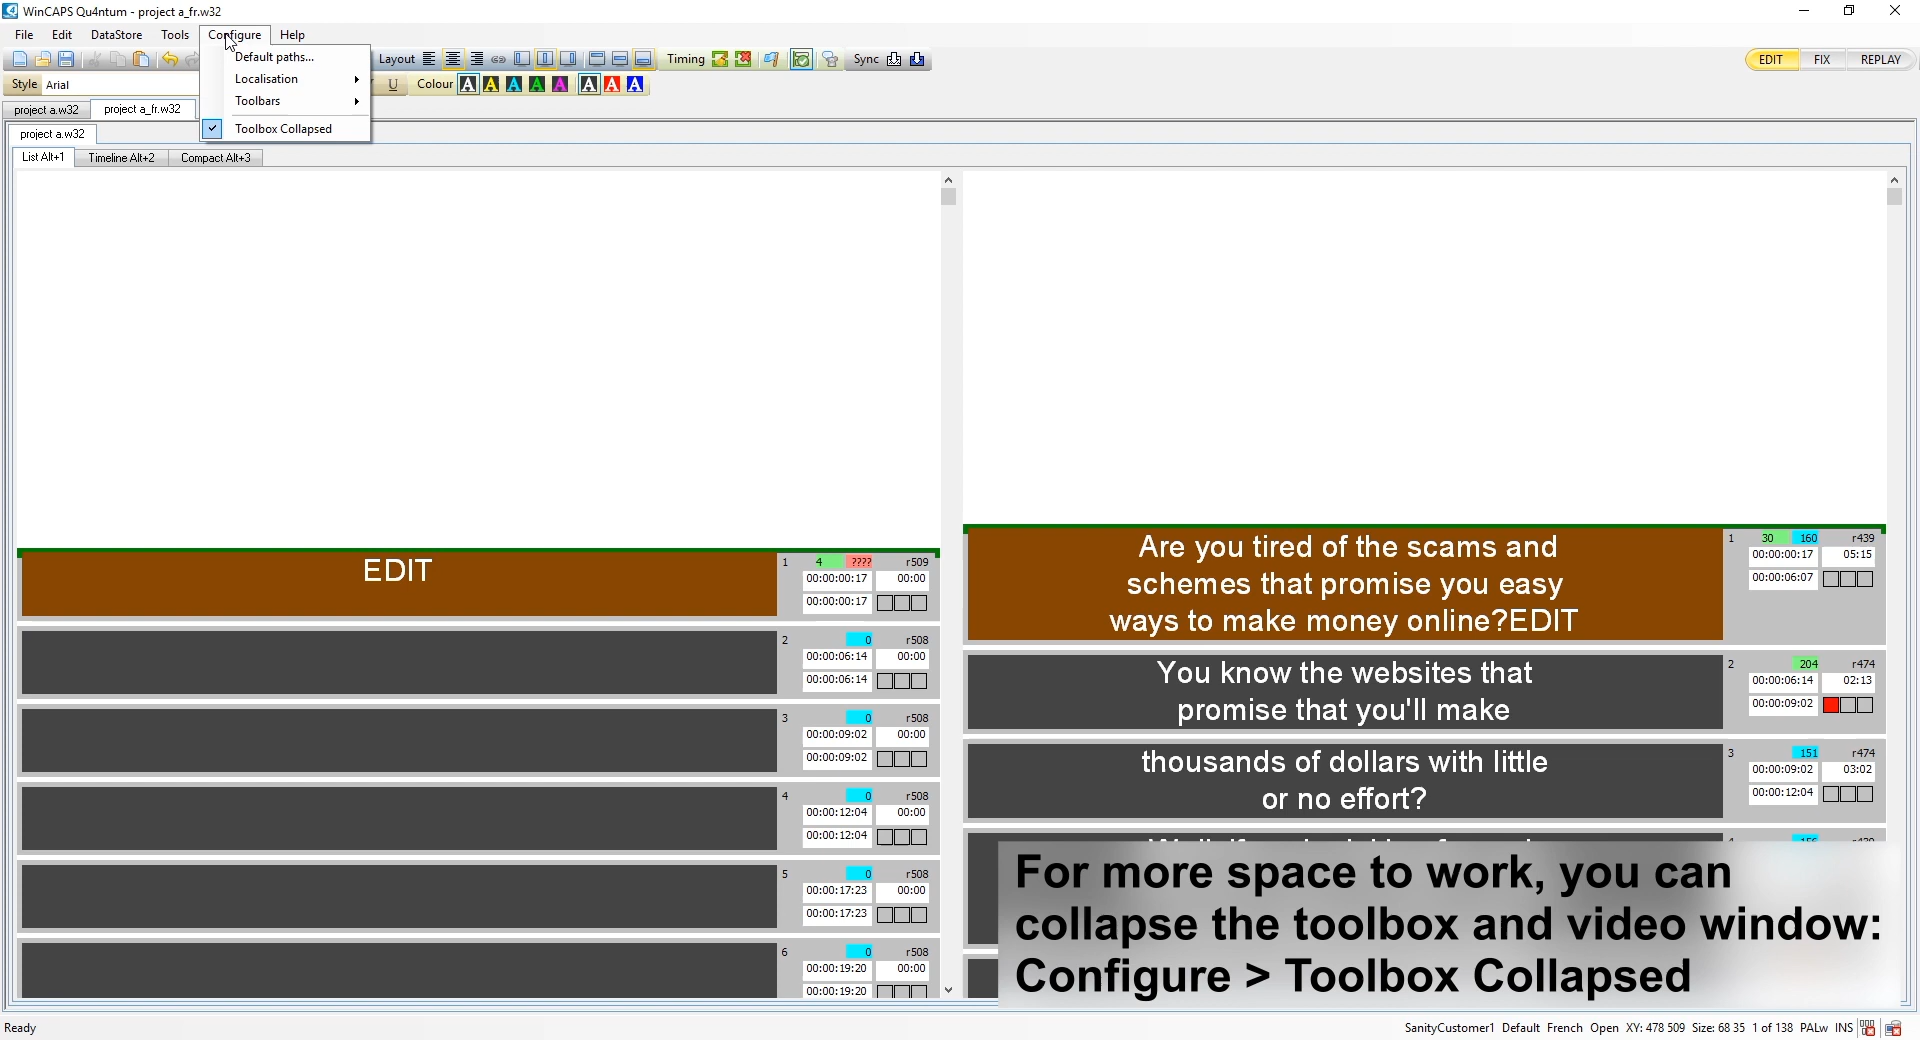 WinCAPS Qu4ntum - project a_fr.w32
File Edit DataStore Tools Configure Help
Default paths...
Localisation
Toolbars
Toolbox Collapsed
Layout Timing Sync EDIT FIX REPLAY
Style Arial U Colour A A A A A A A A
project a.w32 project a_fr.w32
project a.w32
List Alt+1 Timeline Alt+2 Compact Alt+3
EDIT
1 4 ???? r509
00:00:00:17 00:00
00:00:00:17
2 0 r508
00:00:06:14 00:00
00:00:06:14
3 0 r508
00:00:09:02 00:00
00:00:09:02
4 0 r508
00:00:12:04 00:00
00:00:12:04
5 0 r508
00:00:17:23 00:00
00:00:17:23
6 0 r508
00:00:19:20 00:00
00:00:19:20
Are you tired of the scams and
schemes that promise you easy
ways to make money online?EDIT
1 30 160 r439
00:00:00:17 05:15
00:00:06:07
You know the websites that
promise that you'll make
2 204 r474
00:00:06:14 02:13
00:00:09:02
thousands of dollars with little
or no effort?
3 151 r474
00:00:09:02 03:02
00:00:12:04
For more space to work, you can
collapse the toolbox and video window:
Configure > Toolbox Collapsed
Ready SanityCustomer1 Default French Open XY: 478 509 Size: 68 35 1 of 138 PALw INS